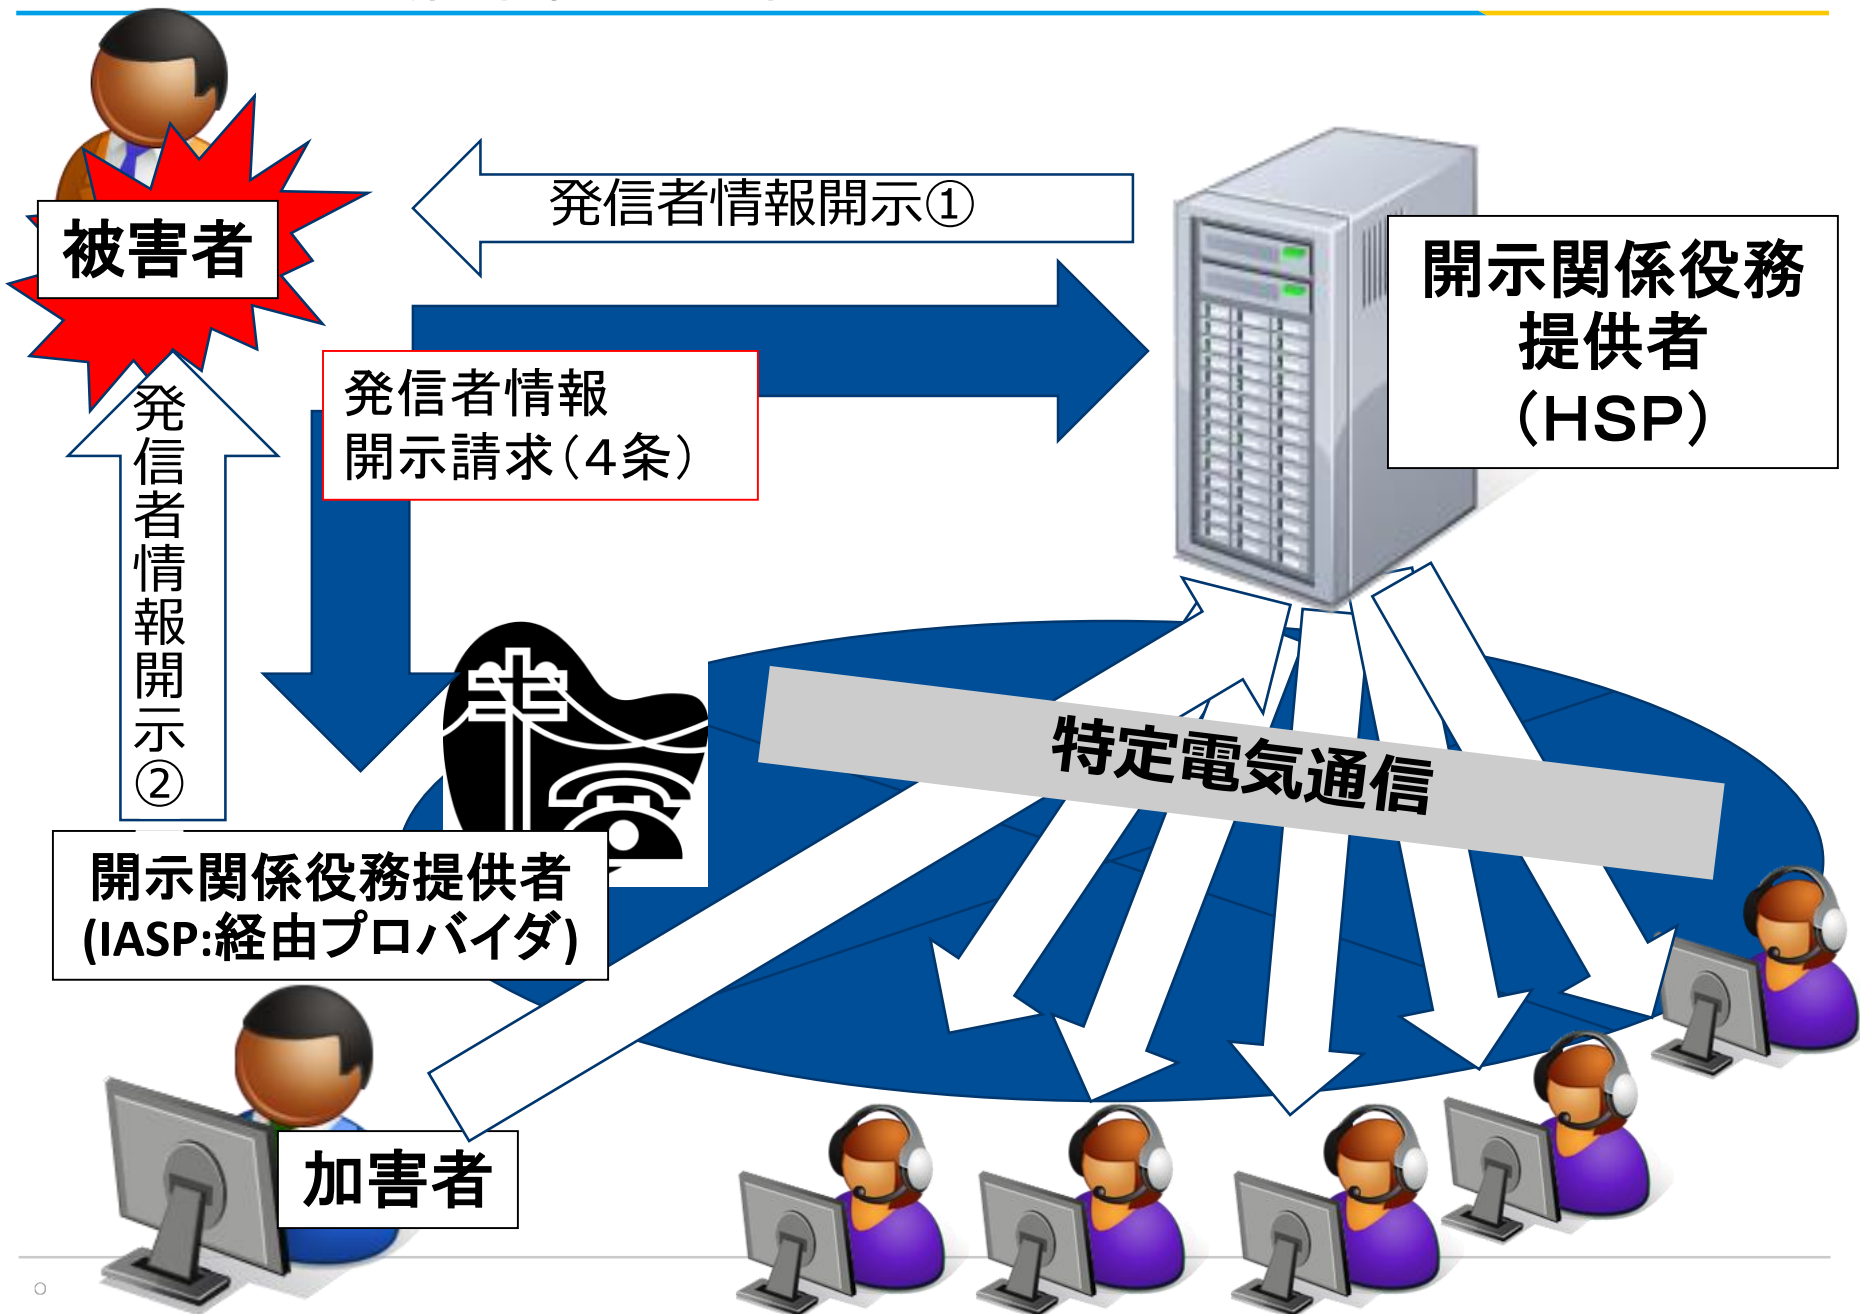 発信者情報開示①
被害者
開示関係役務
提供者
（HSP）
発信者情報
開示請求（４条）
発信者情報開示②
特定電気通信
開示関係役務提供者
(IASP:経由プロバイダ)
加害者